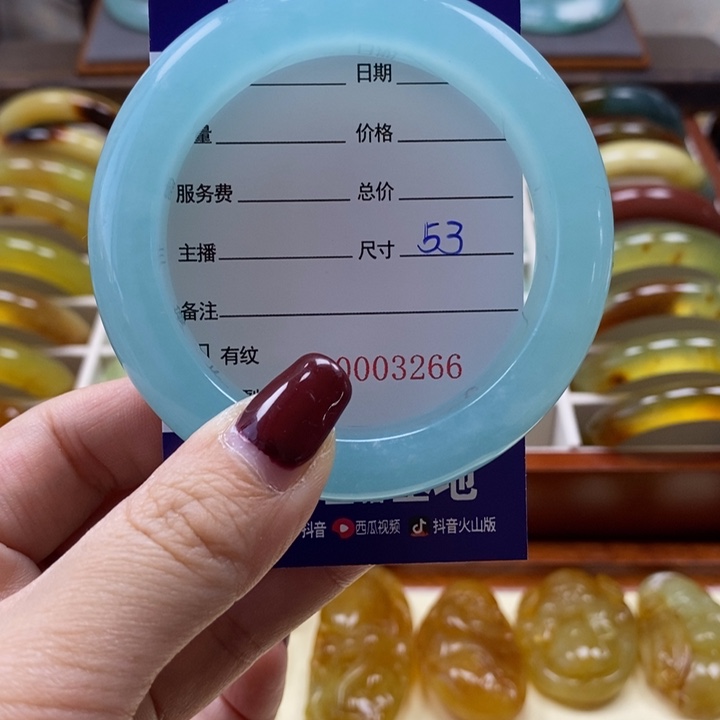 日期
量 价格
服务费 总价
主播 尺寸 53
备注
有纹
0003266
抖音 西瓜视频 抖音火山版